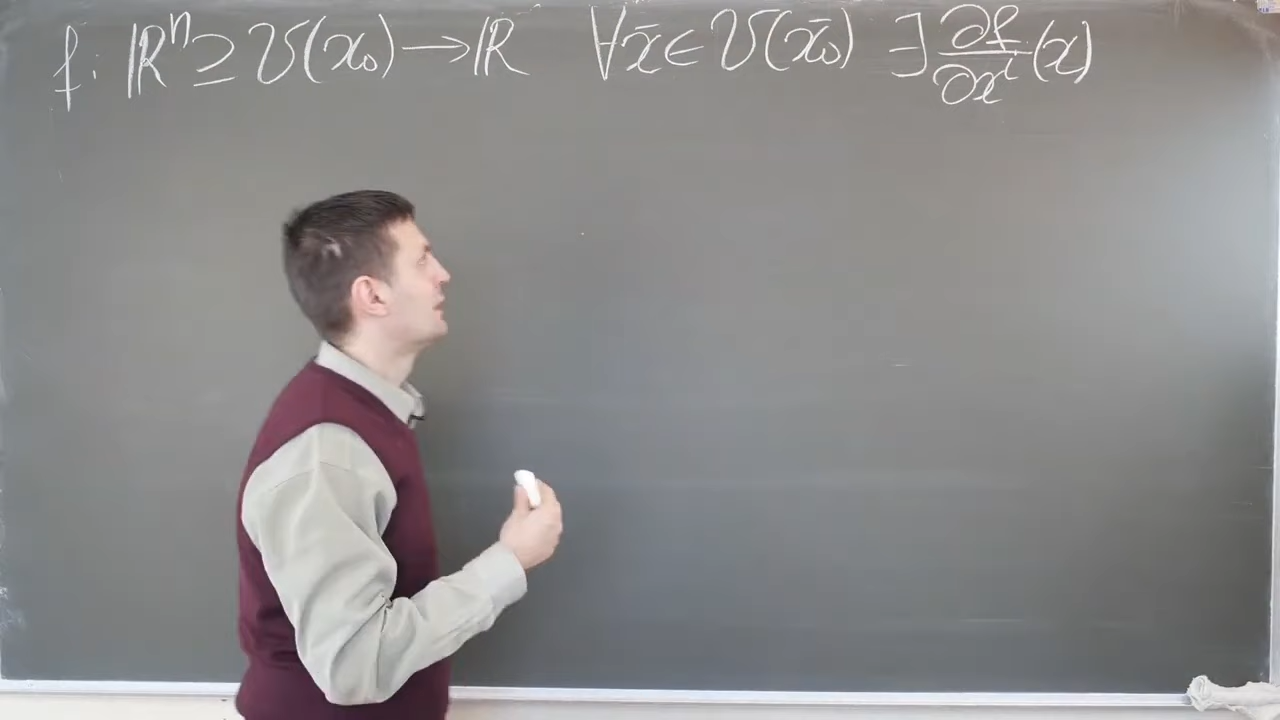 f: ℝⁿ ⊇ U(x₀) → ℝ ∀x̄ ∈ U(x̄₀) ∃ ∂f/∂xⁱ (x)